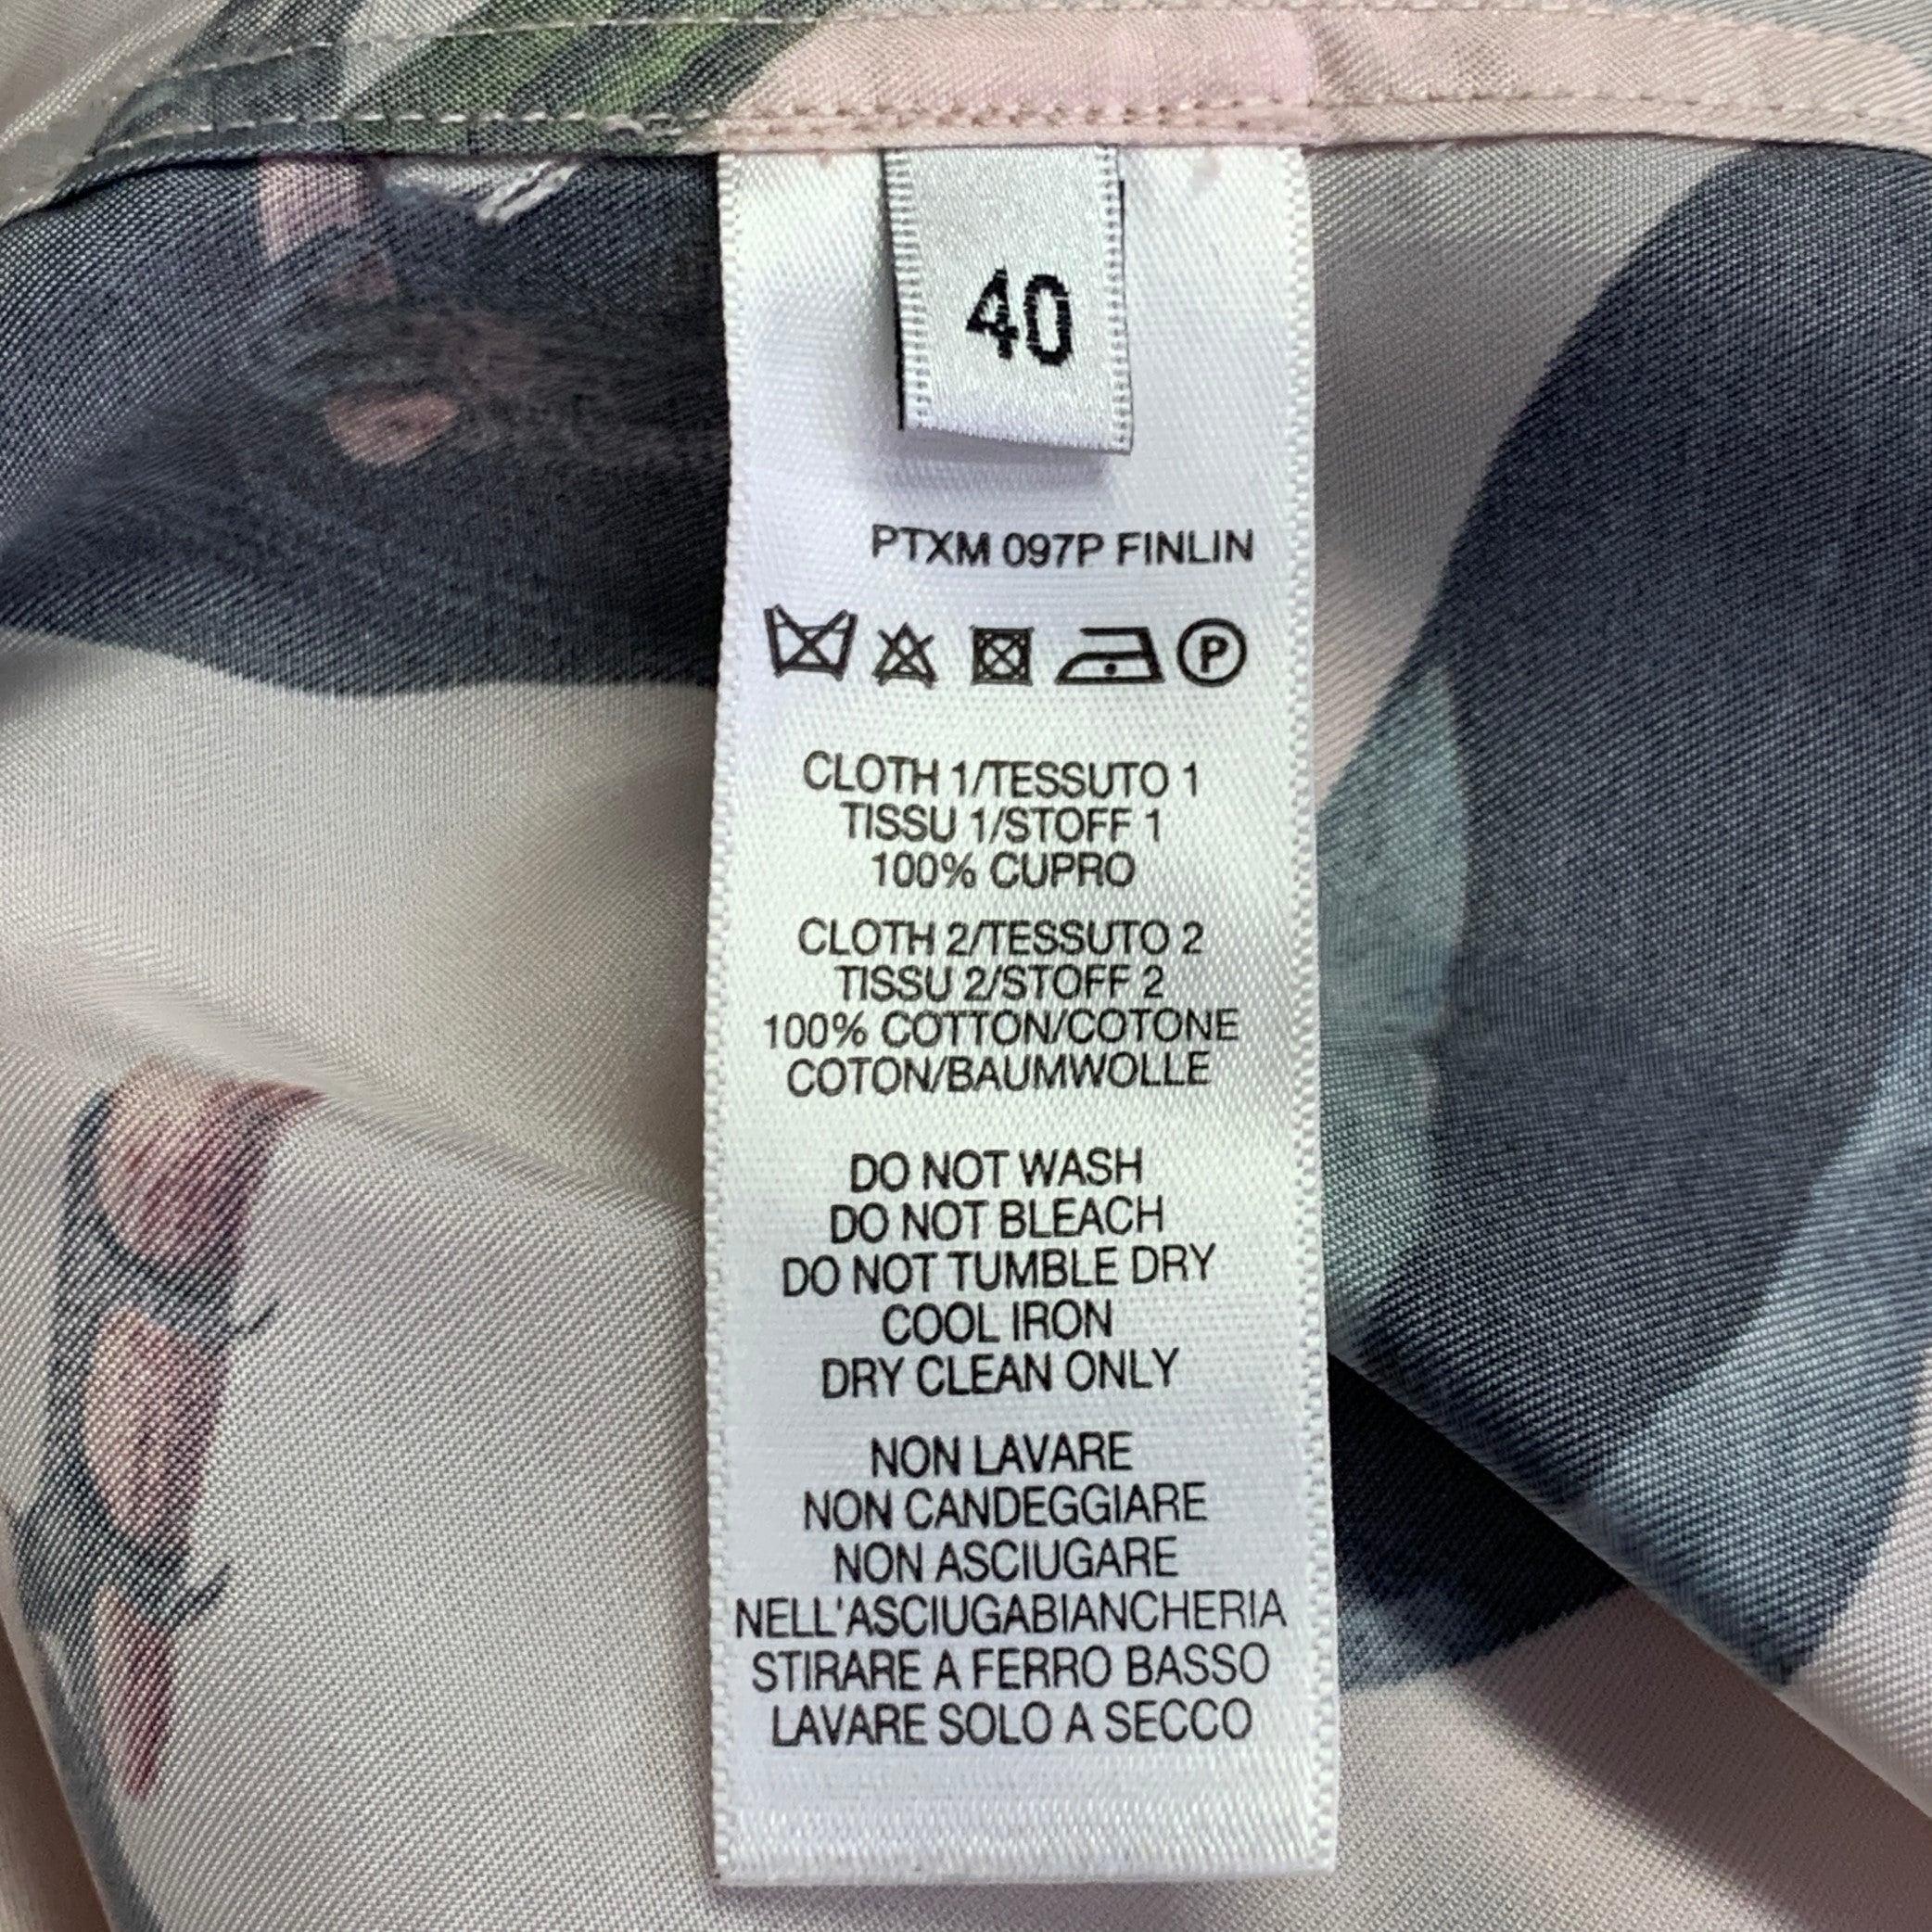 40
PTXM 097P FINLIN
P
CLOTH 1/TESSUTO 1
TISSU 1/STOFF 1
100% CUPRO
CLOTH 2/TESSUTO 2
TISSU 2/STOFF 2
100% COTTON/COTONE
COTON/BAUMWOLLE
DO NOT WASH
DO NOT BLEACH
DO NOT TUMBLE DRY
COOL IRON
DRY CLEAN ONLY
NON LAVARE
NON CANDEGGIARE
NON ASCIUGARE
NELL'ASCIUGABIANCHERIA
STIRARE A FERRO BASSO
LAVARE SOLO A SECCO